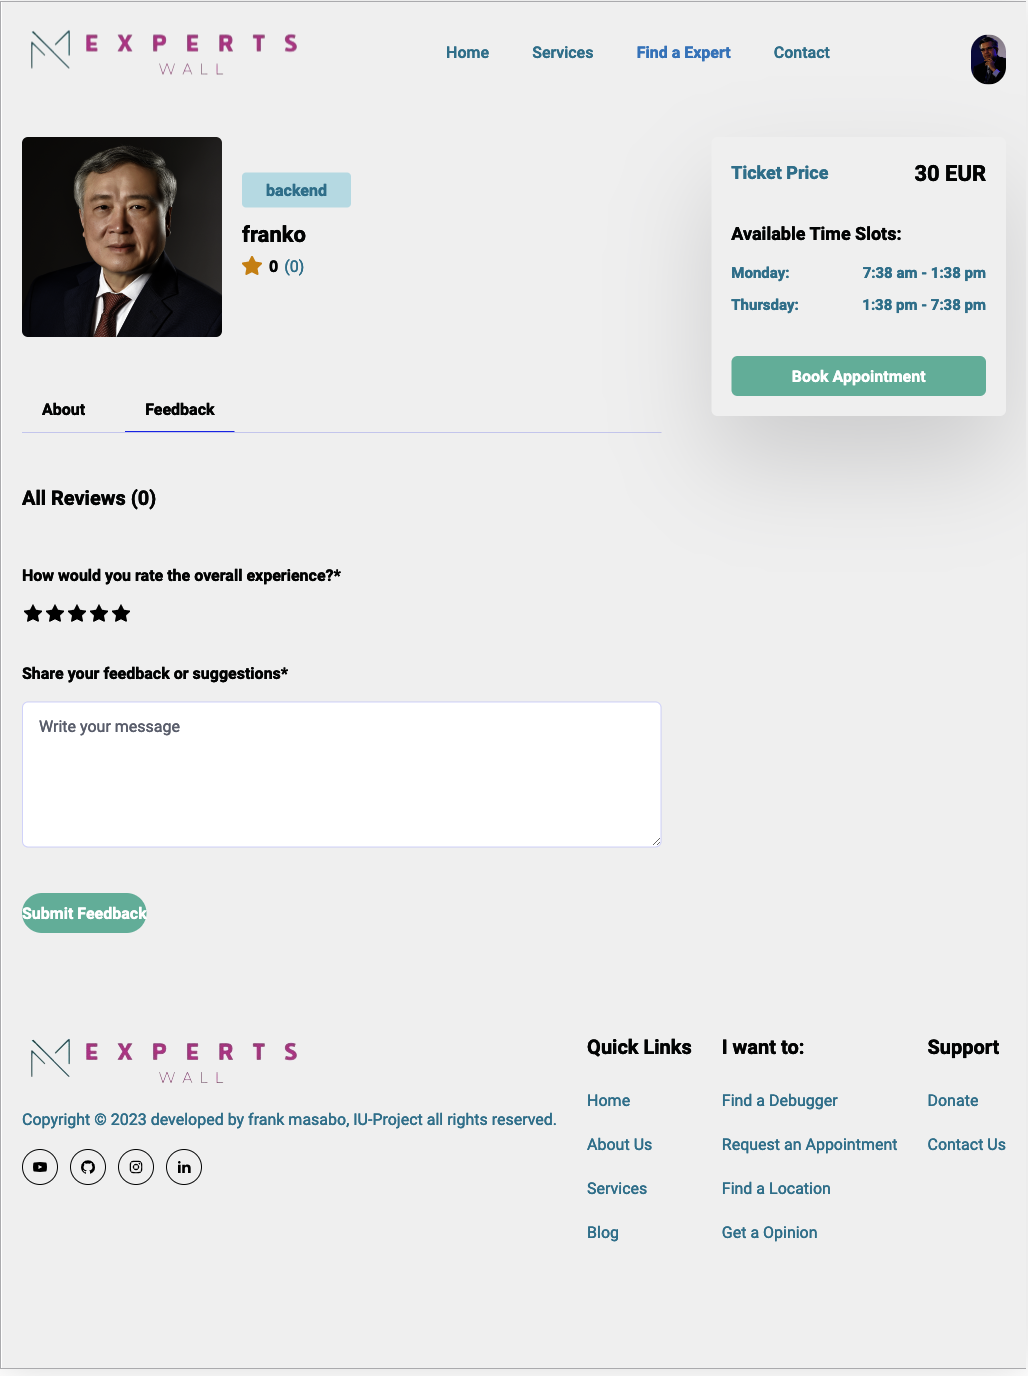 EXPERTS
WALL
Home Services Find a Expert Contact
backend
franko
0 (0)
Ticket Price 30 EUR
Available Time Slots:
Monday: 7:38 am - 1:38 pm
Thursday: 1:38 pm - 7:38 pm
Book Appointment
About Feedback
All Reviews (0)
How would you rate the overall experience?*
Share your feedback or suggestions*
Write your message
Submit Feedback
EXPERTS
WALL
Copyright © 2023 developed by frank masabo, IU-Project all rights reserved.
in
Quick Links
Home
About Us
Services
Blog
I want to:
Find a Debugger
Request an Appointment
Find a Location
Get a Opinion
Support
Donate
Contact Us